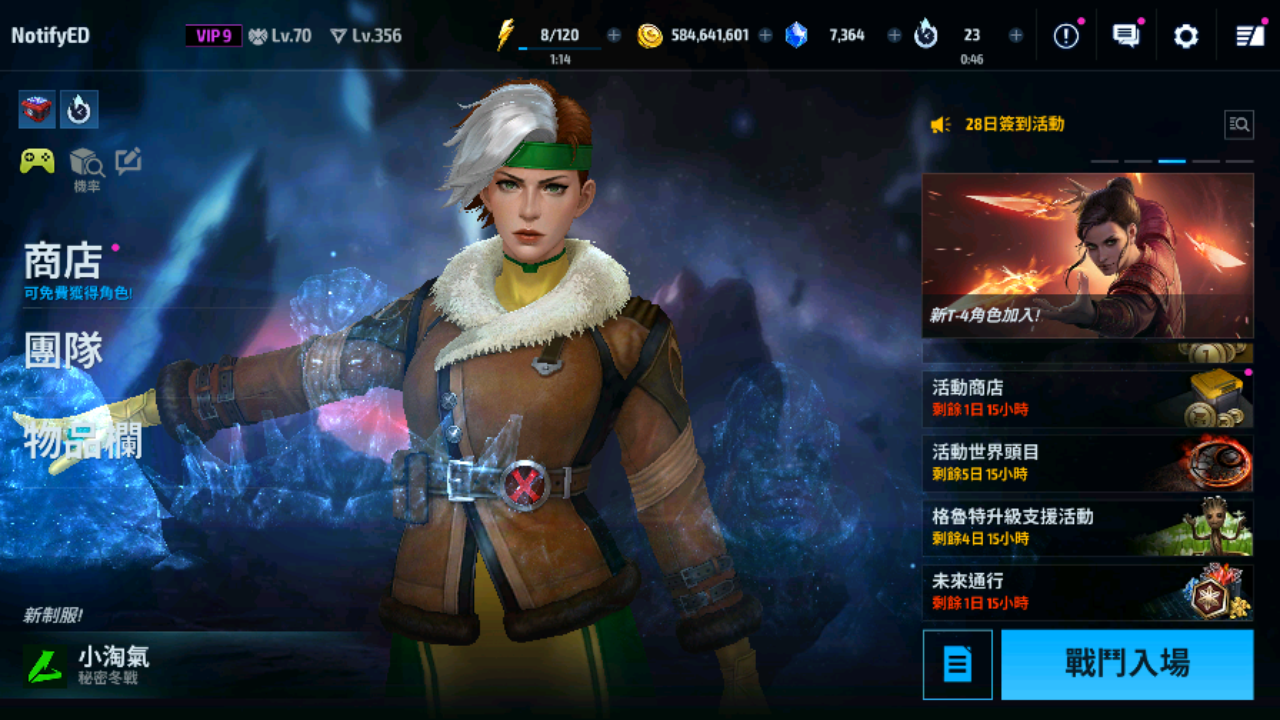 NotifyED
VIP 9
Lv.70
Lv.356
8/120
1:14
584,641,601
7,364
23
0:46
機率
商店
可免費獲得角色!
團隊
物品欄
新制服!
小淘氣
秘密冬戰
28日簽到活動
新T-4角色加入!
活動商店
剩餘1日 15小時
活動世界頭目
剩餘5日 15小時
格魯特升級支援活動
剩餘4日 15小時
未來通行
剩餘1日 15小時
戰鬥入場